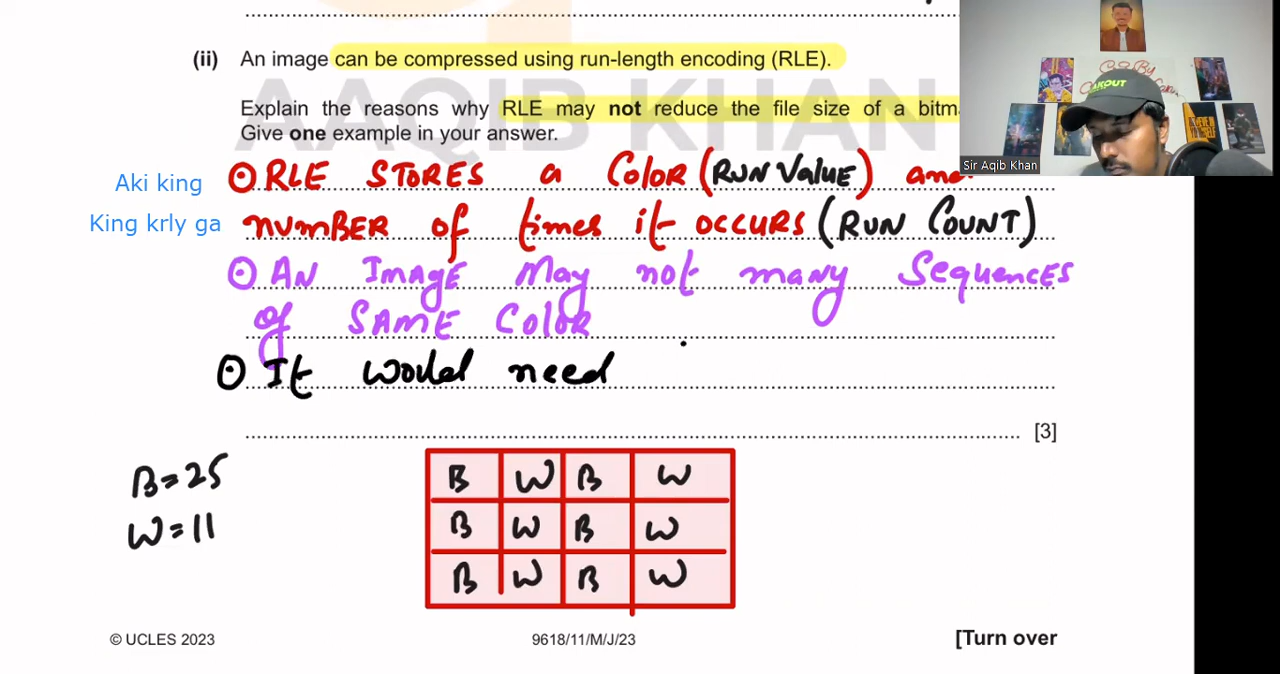 (ii) An image can be compressed using run-length encoding (RLE).
Explain the reasons why RLE may not reduce the file size of a bitm
Give one example in your answer.
AAQIB KHAN
Sir Aqib Khan
Aki king
King krly ga
RLE STORES a Color (RUN Value) and
number of times it occurs (RUN COUNT)
An Image may not many Sequences
of SAME Color
It would need
[3]
B=25
W=11
B W B W
B W B W
B W B W
© UCLES 2023
9618/11/M/J/23
[Turn over